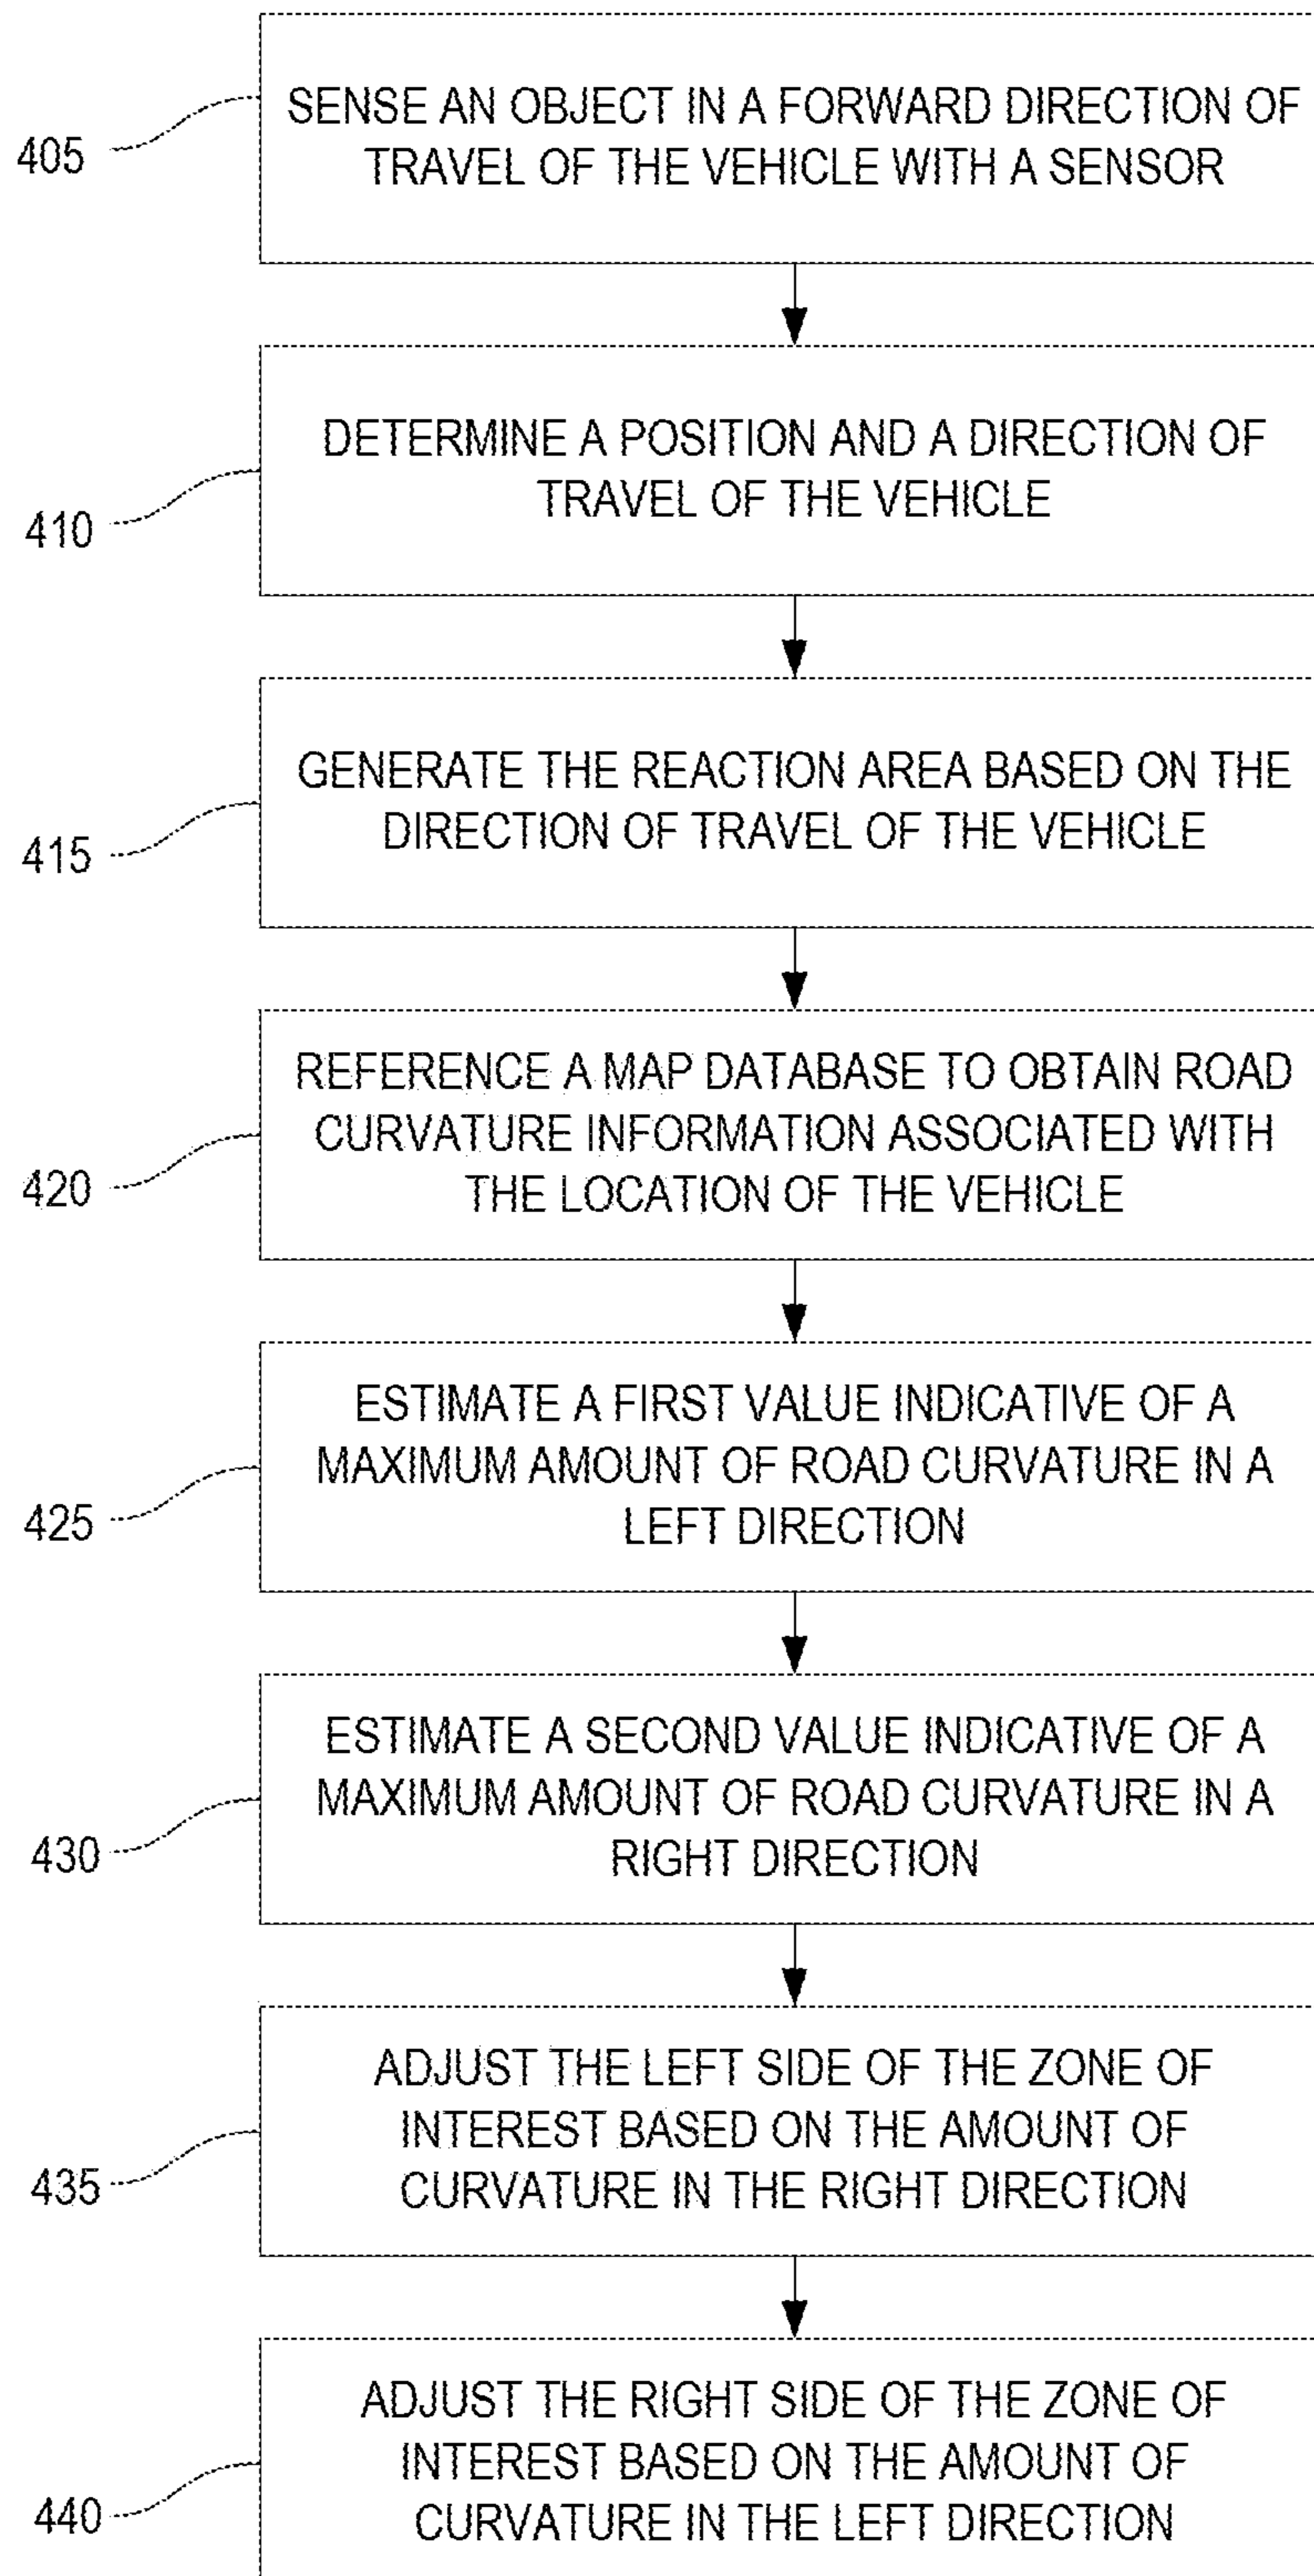 SENSE AN OBJECT IN A FORWARD DIRECTION OF
TRAVEL OF THE VEHICLE WITH A SENSOR
405
DETERMINE A POSITION AND A DIRECTION OF
TRAVEL OF THE VEHICLE
410
GENERATE THE REACTION AREA BASED ON THE
DIRECTION OF TRAVEL OF THE VEHICLE
415
REFERENCE A MAP DATABASE TO OBTAIN ROAD
CURVATURE INFORMATION ASSOCIATED WITH
THE LOCATION OF THE VEHICLE
420
ESTIMATE A FIRST VALUE INDICATIVE OF A
MAXIMUM AMOUNT OF ROAD CURVATURE IN A
LEFT DIRECTION
425
ESTIMATE A SECOND VALUE INDICATIVE OF A
MAXIMUM AMOUNT OF ROAD CURVATURE IN A
RIGHT DIRECTION
430
ADJUST THE LEFT SIDE OF THE ZONE OF
INTEREST BASED ON THE AMOUNT OF
CURVATURE IN THE RIGHT DIRECTION
435
ADJUST THE RIGHT SIDE OF THE ZONE OF
INTEREST BASED ON THE AMOUNT OF
CURVATURE IN THE LEFT DIRECTION
440